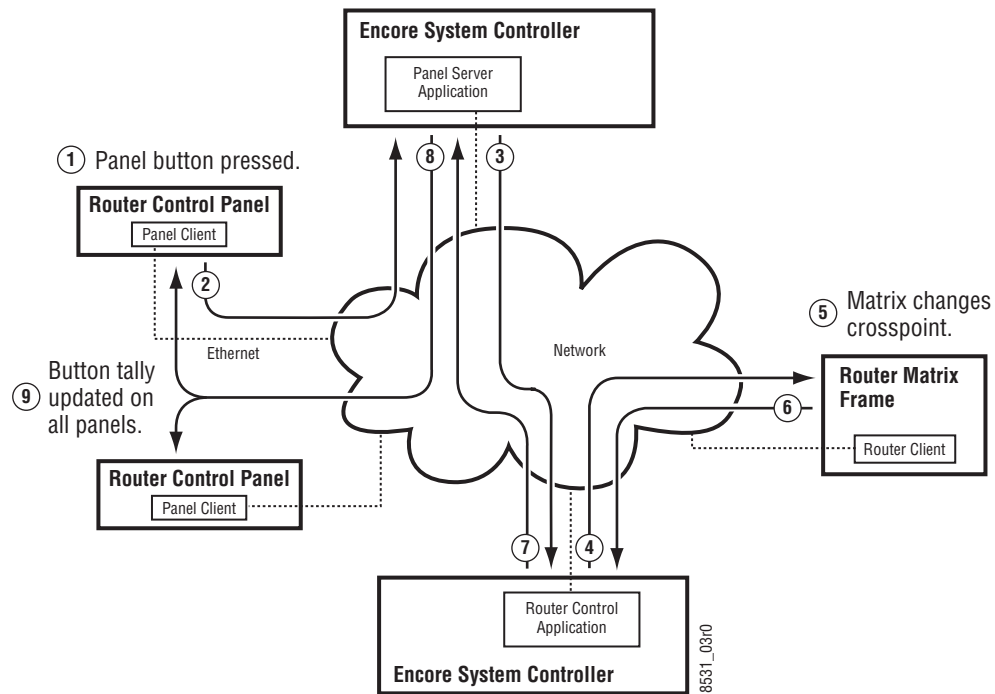 Encore System Controller
Panel Server
Application
① Panel button pressed.
⑧
③
Router Control Panel
Panel Client
②
Ethernet
Network
⑤ Matrix changes
crosspoint.
Router Matrix
Frame
⑥
Router Client
⑨ Button tally
updated on
all panels.
Router Control Panel
Panel Client
⑦
④
Router Control
Application
Encore System Controller
8531_03r0